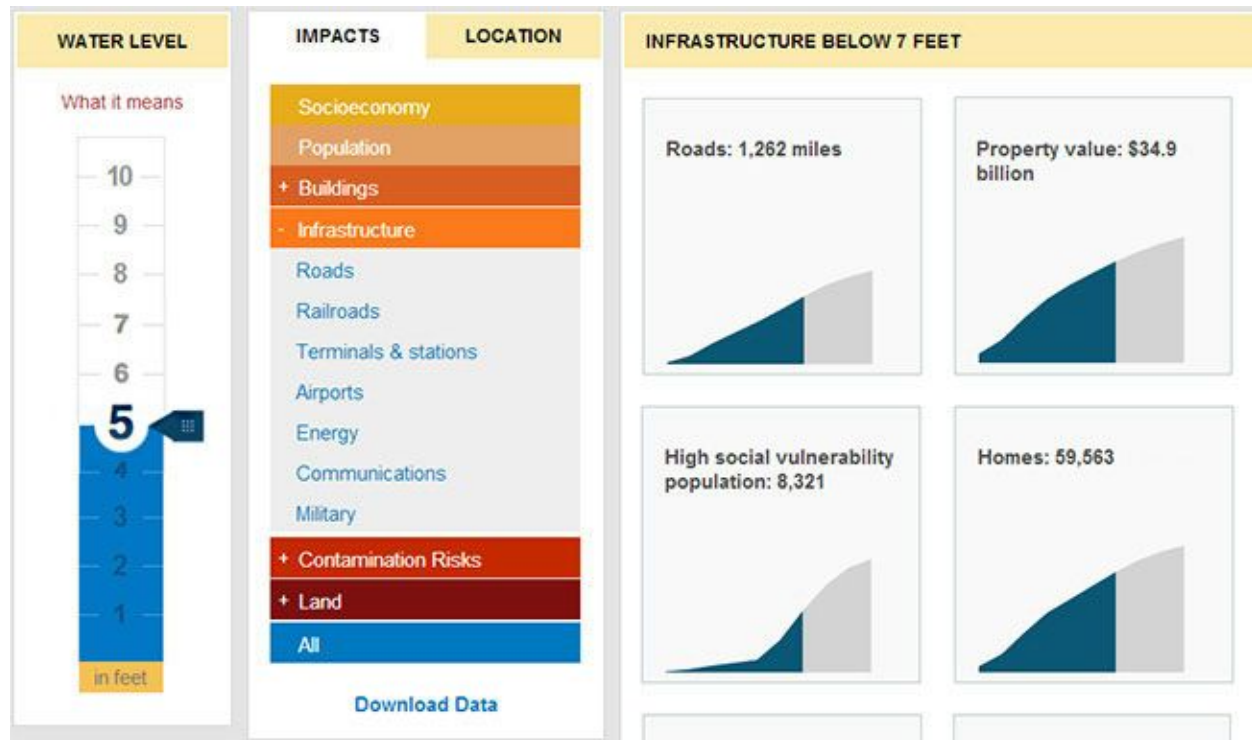 WATER LEVEL
What it means
10
9
8
7
6
5
4
3
2
1
in feet
IMPACTS
LOCATION
Socioeconomy
Population
+ Buildings
- Infrastructure
Roads
Railroads
Terminals & stations
Airports
Energy
Communications
Military
+ Contamination Risks
+ Land
All
Download Data
INFRASTRUCTURE BELOW 7 FEET
Roads: 1,262 miles
Property value: $34.9
billion
High social vulnerability
population: 8,321
Homes: 59,563